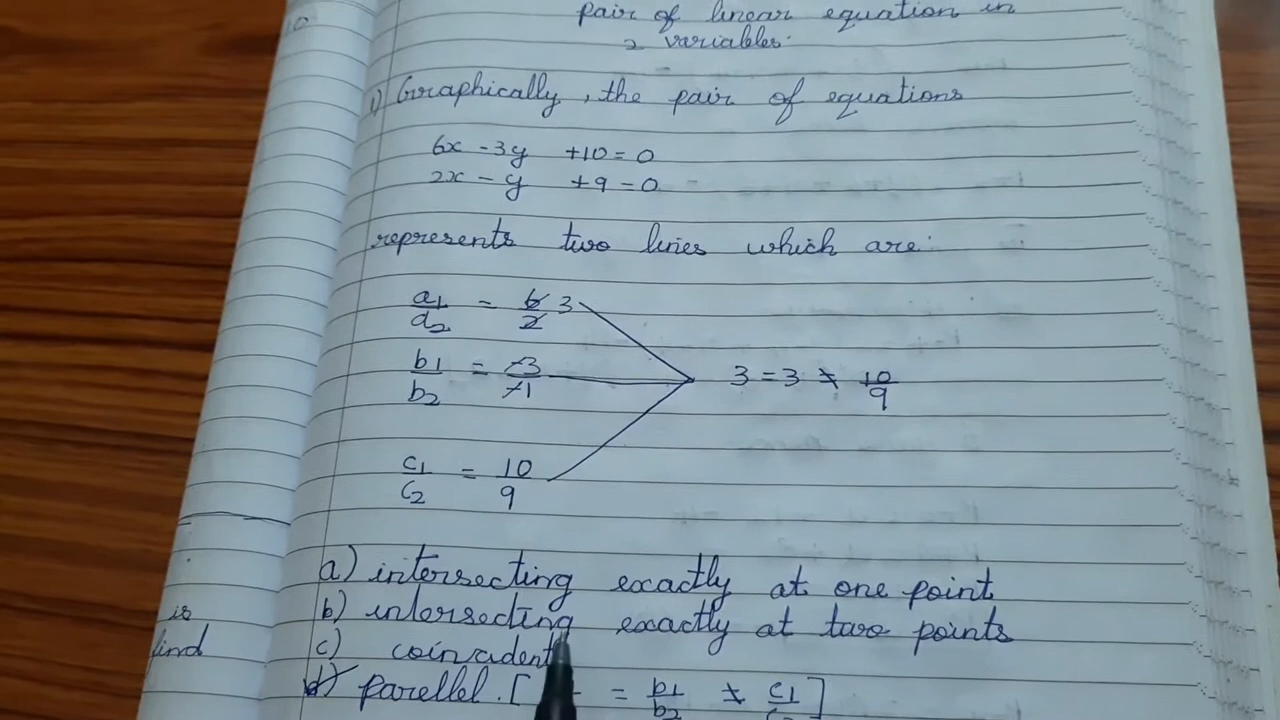 10
pair of linear equation in
2 variables.
1) Graphically, the pair of equations
6x - 3y + 10 = 0
2x - y + 9 = 0
represents two lines which are:
a1/a2 = 6/2 3
b1/b2 = -3/-1
3 = 3 ≠ 10/9
c1/c2 = 10/9
a) intersecting exactly at one point
b) intersecting exactly at two points
is
c) coincident
find
d) parellel. [ = b1/b2 ≠ c1/c2 ]